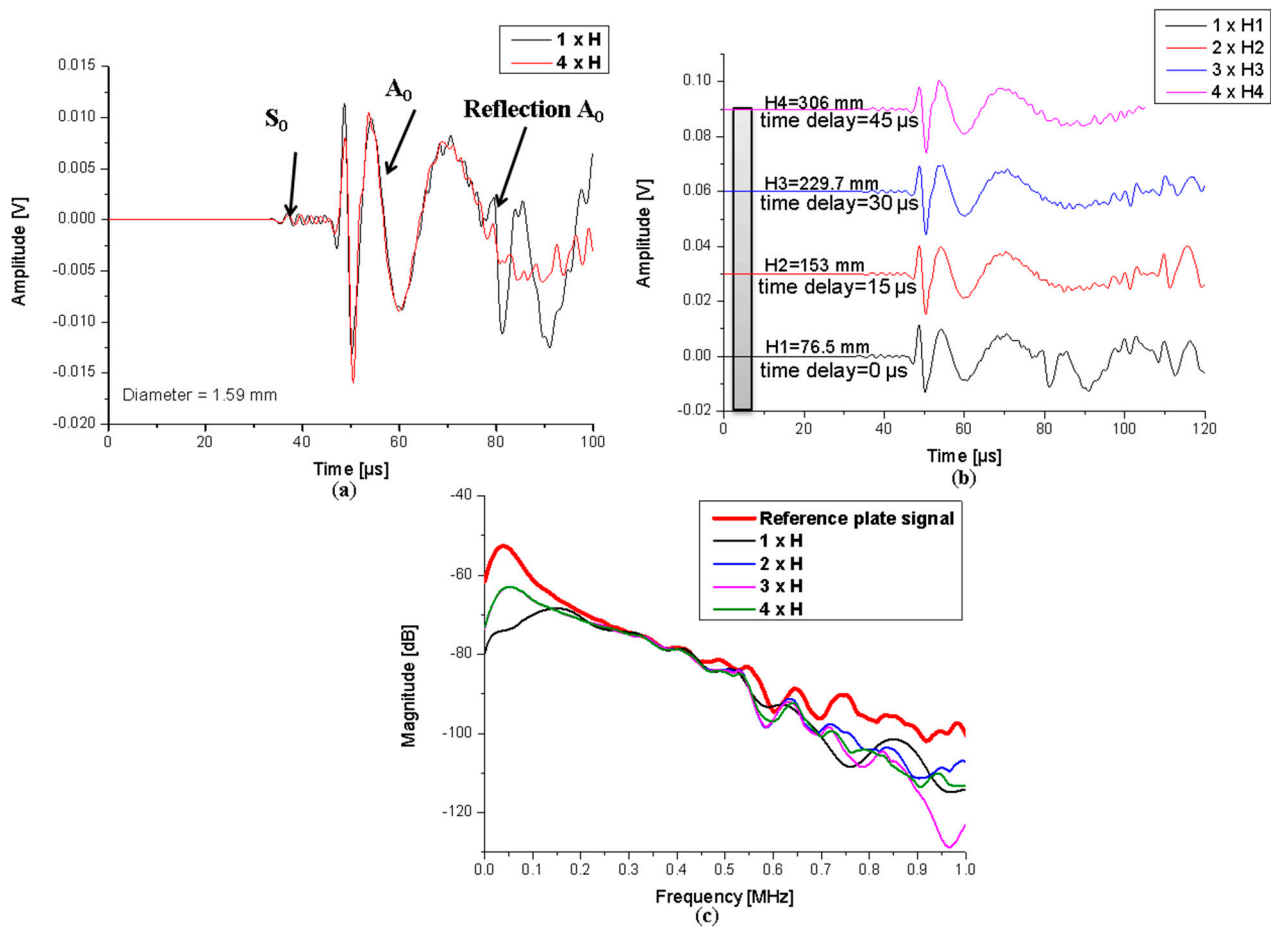 1 x H
4 x H
0.015
0.010
0.005
0.000
-0.005
-0.010
-0.015
-0.020
Amplitude [V]
S0
A0
Reflection A0
Diameter = 1.59 mm
0
20
40
60
80
100
Time [µs]
(a)
1 x H1
2 x H2
3 x H3
4 x H4
0.10
0.08
0.06
0.04
0.02
0.00
-0.02
Amplitude [V]
H4=306 mm
time delay=45 µs
H3=229.7 mm
time delay=30 µs
H2=153 mm
time delay=15 µs
H1=76.5 mm
time delay=0 µs
0
20
40
60
80
100
120
Time [µs]
(b)
Reference plate signal
1 x H
2 x H
3 x H
4 x H
-40
-60
-80
-100
-120
Magnitude [dB]
0.0
0.1
0.2
0.3
0.4
0.5
0.6
0.7
0.8
0.9
1.0
Frequency [MHz]
(c)